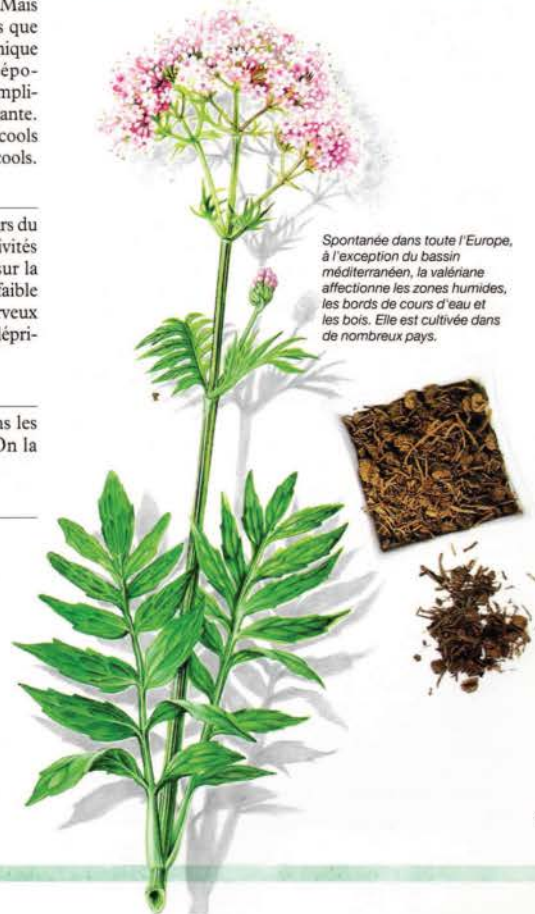 Mais
s que
nique
épo-
mpli-
ante.
cools
cools.
rs du
ivités
sur la
faible
rveux
dépri-
ns les
On la
Spontanée dans toute l'Europe,
à l'exception du bassin
méditerranéen, la valériane
affectionne les zones humides,
les bords de cours d'eau et
les bois. Elle est cultivée dans
de nombreux pays.